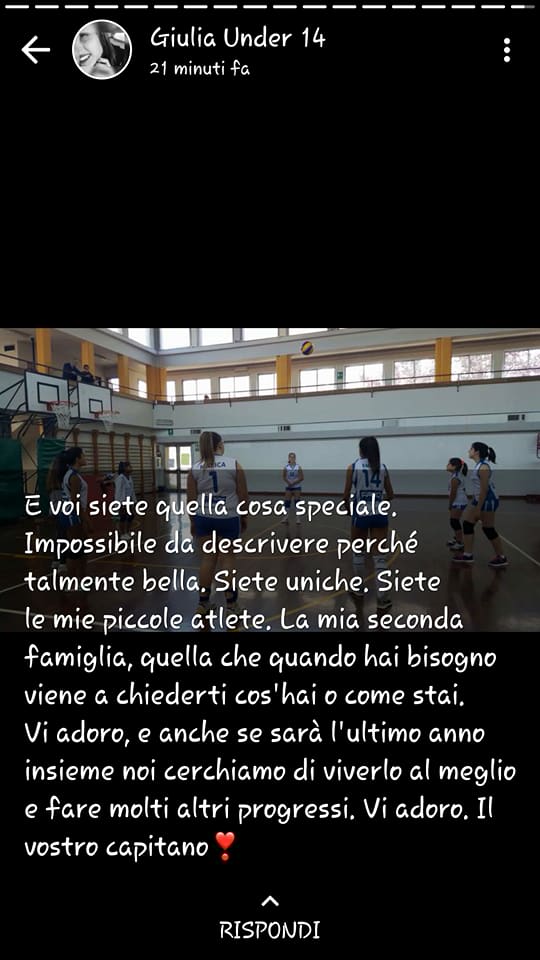 Giulia Under 14
21 minuti fa
1
14
E voi siete quella cosa speciale.
Impossibile da descrivere perché
talmente bella. Siete uniche. Siete
le mie piccole atlete. La mia seconda
famiglia, quella che quando hai bisogno
viene a chiederti cos'hai o come stai.
Vi adoro, e anche se sarà l'ultimo anno
insieme noi cerchiamo di viverlo al meglio
e fare molti altri progressi. Vi adoro. Il
vostro capitano❣
RISPONDI